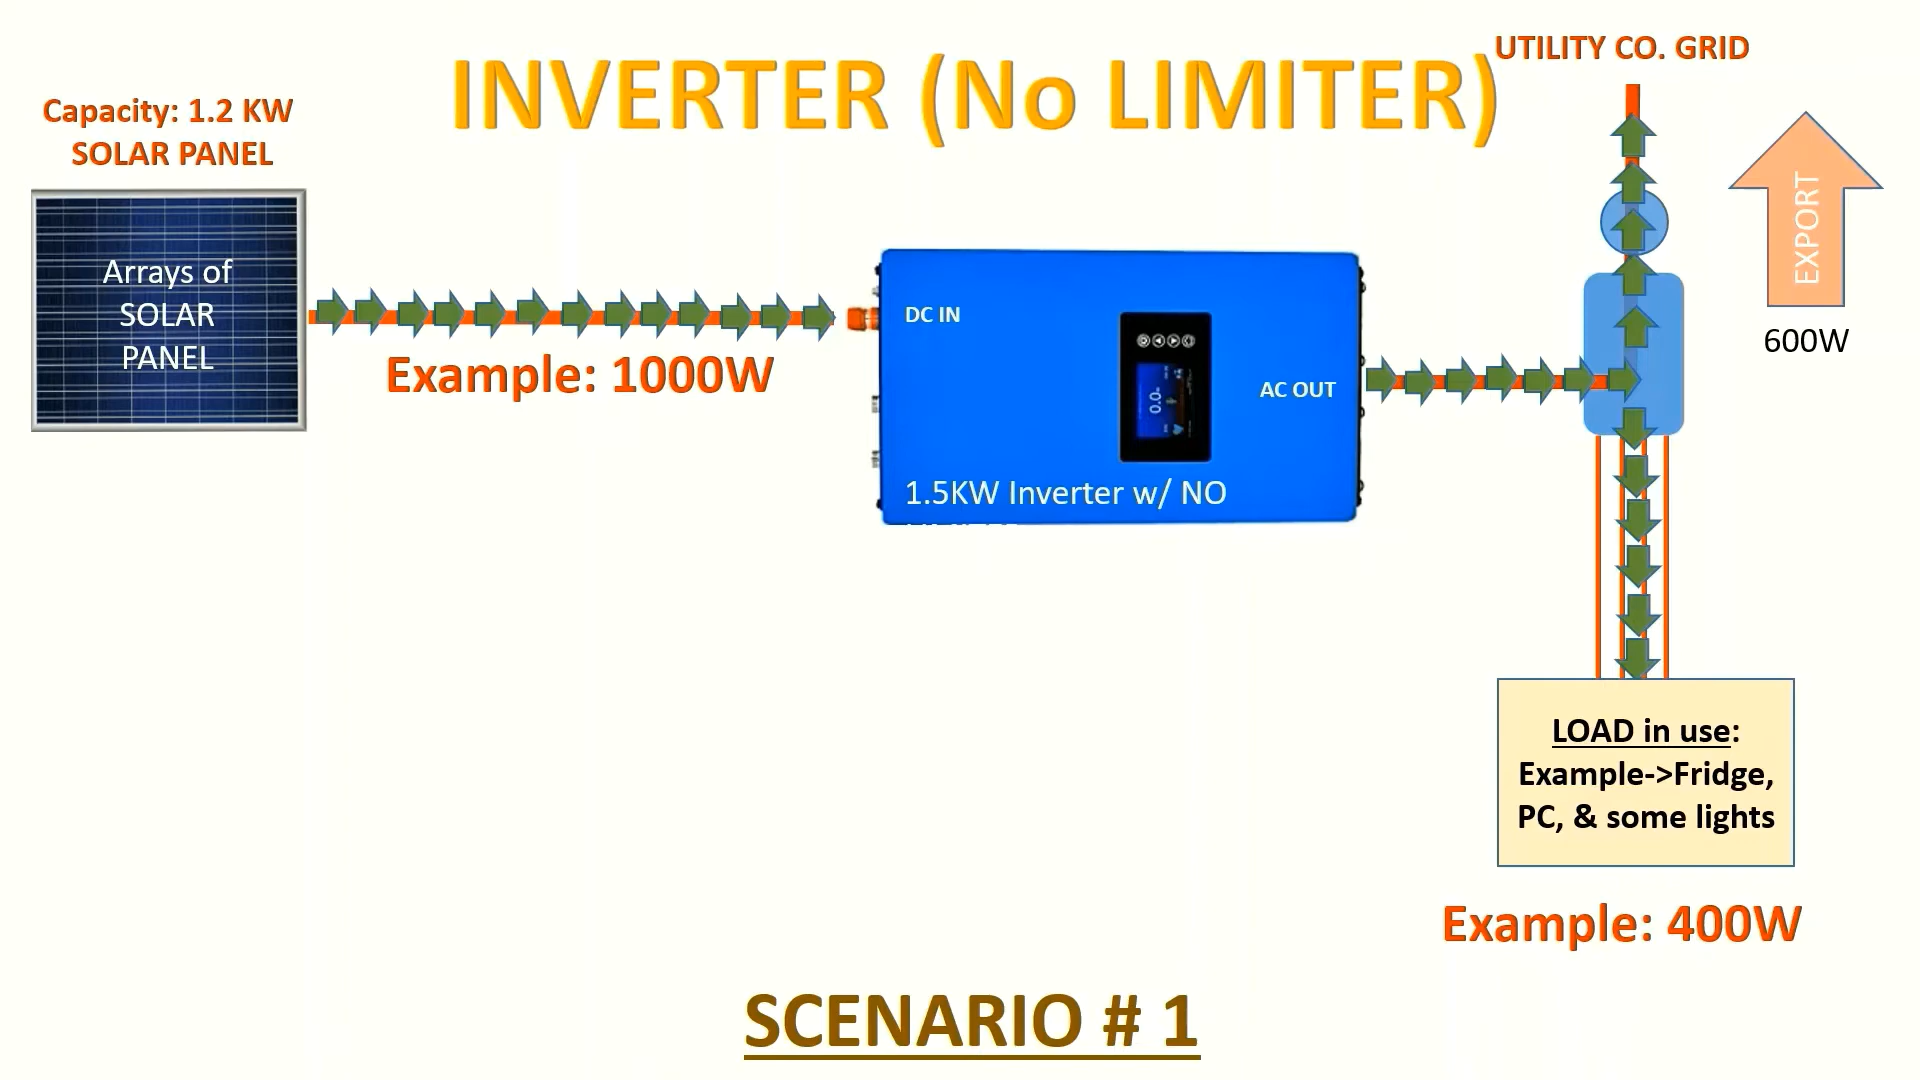 INVERTER (No LIMITER)
UTILITY CO. GRID
Capacity: 1.2 KW
SOLAR PANEL
Arrays of
SOLAR
PANEL
Example: 1000W
DC IN
AC OUT
0.0
1.5KW Inverter w/ NO
EXPORT
600W
LOAD in use:
Example->Fridge,
PC, & some lights
Example: 400W
SCENARIO # 1